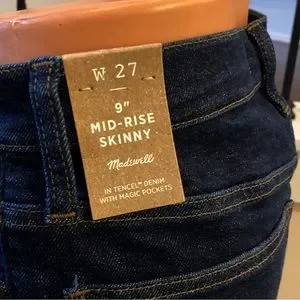 W 27
9"
MID-RISE
SKINNY
Madewell
IN TENCEL™ DENIM
WITH MAGIC POCKETS